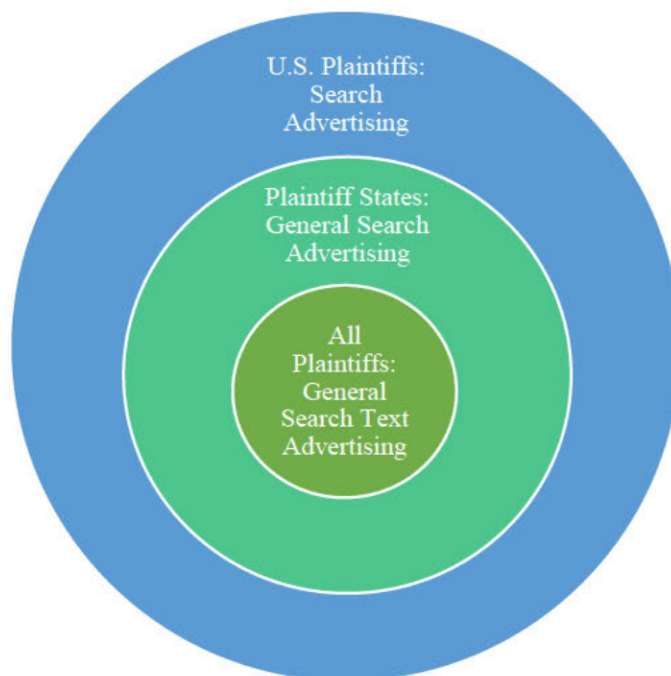 U.S. Plaintiffs:
Search
Advertising
Plaintiff States:
General Search
Advertising
All
Plaintiffs:
General
Search Text
Advertising